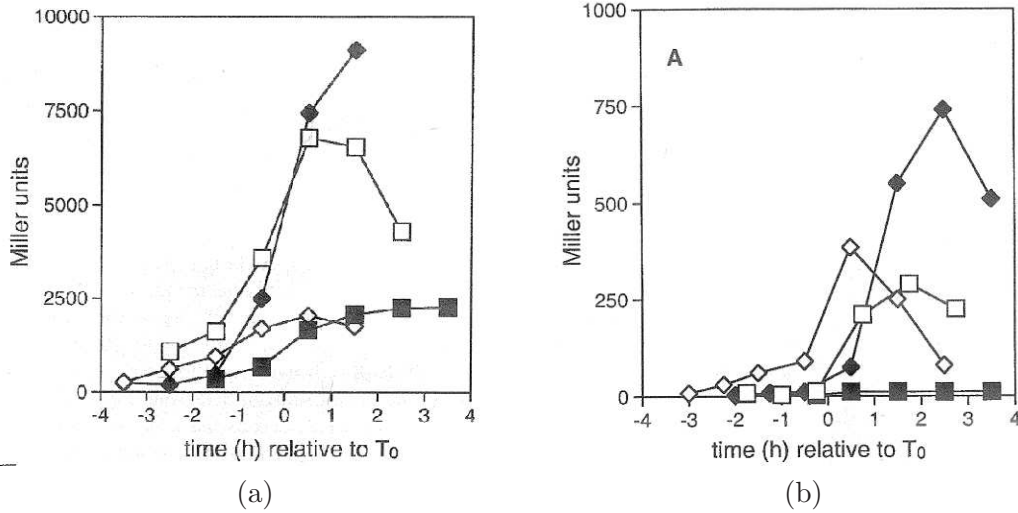 10000
7500
5000
2500
0
Miller units
-4 -3 -2 -1 0 1 2 3 4
time (h) relative to T0
(a)
1000
750
500
250
0
Miller units
A
-4 -3 -2 -1 0 1 2 3 4
time (h) relative to T0
(b)